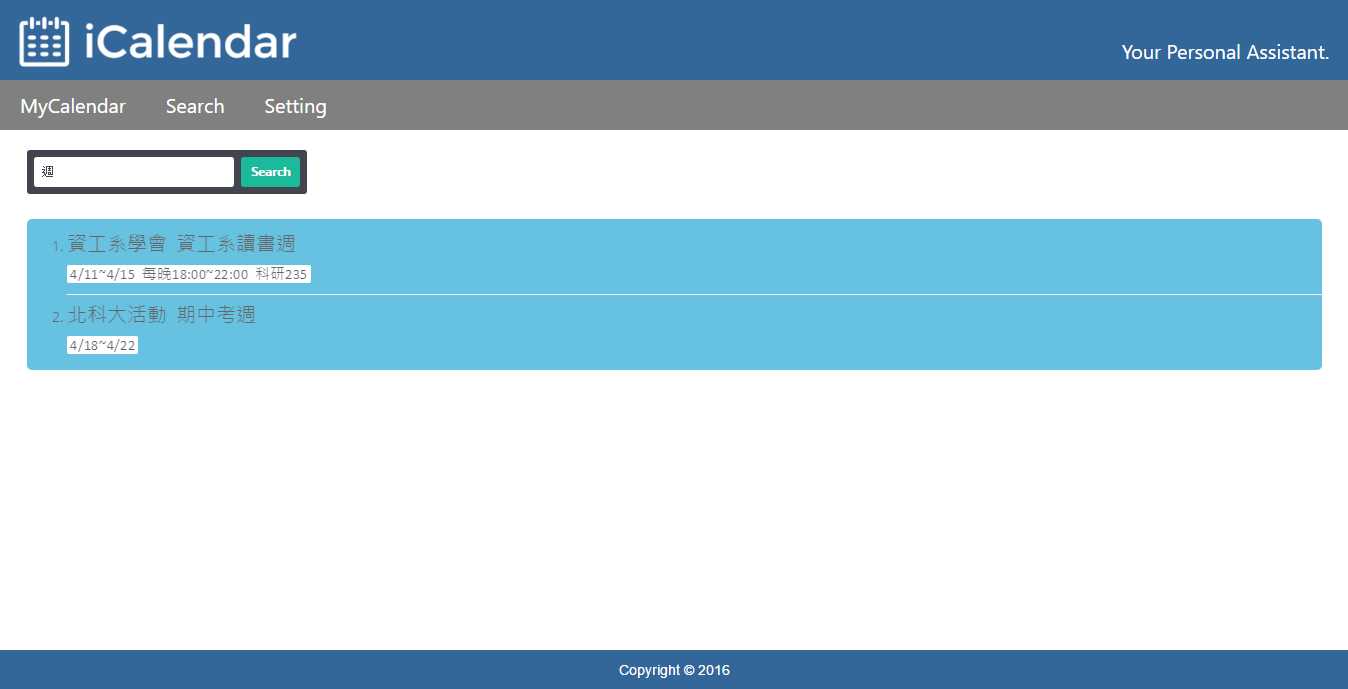 iCalendar
Your Personal Assistant.
MyCalendar Search Setting
週 Search
1. 資工系學會 資工系讀書週
4/11~4/15 每晚18:00~22:00 科研235
2. 北科大活動 期中考週
4/18~4/22
Copyright © 2016